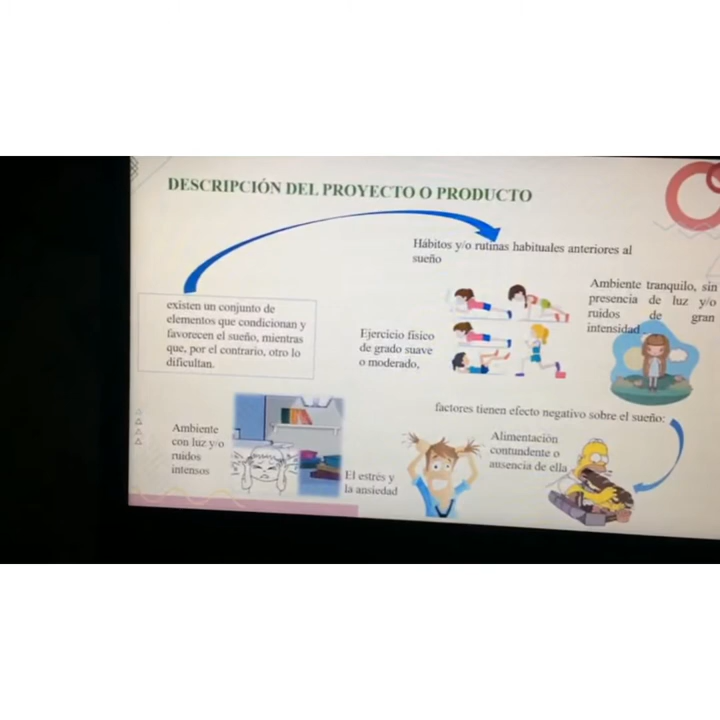 DESCRIPCIÓN DEL PROYECTO O PRODUCTO
Hábitos y/o rutinas habituales anteriores al
sueño
existen un conjunto de
elementos que condicionan y
favorecen el sueño, mientras
que, por el contrario, otro lo
dificultan.
Ejercicio físico
de grado suave
o moderado,
Ambiente tranquilo, sin
presencia de luz y/o
ruidos de gran
intensidad
factores tienen efecto negativo sobre el sueño:
Ambiente
con luz y/o
ruidos
intensos
El estrés y
la ansiedad
Alimentación
contundente o
ausencia de ella